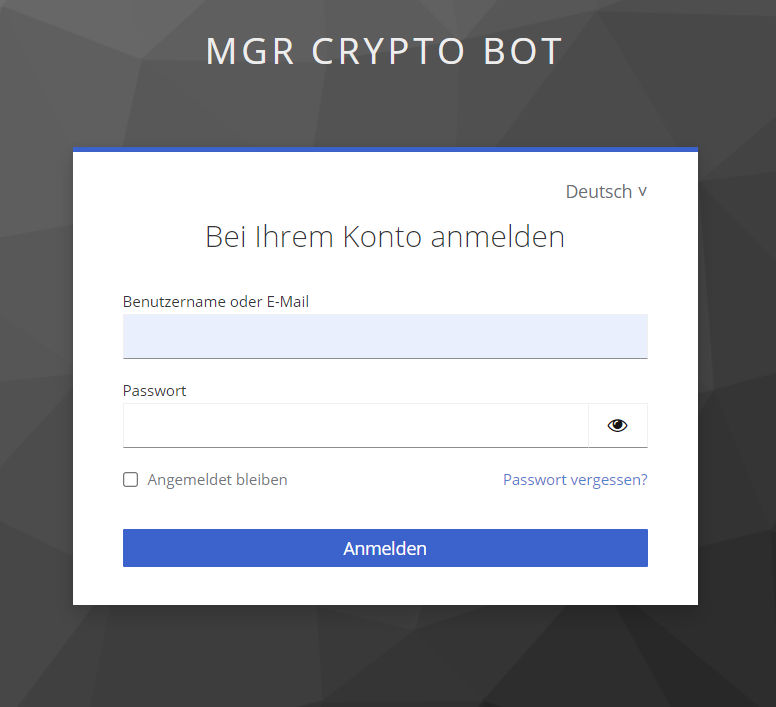 MGR CRYPTO BOT
Deutsch
Bei Ihrem Konto anmelden
Benutzername oder E-Mail
Passwort
Angemeldet bleiben
Passwort vergessen?
Anmelden